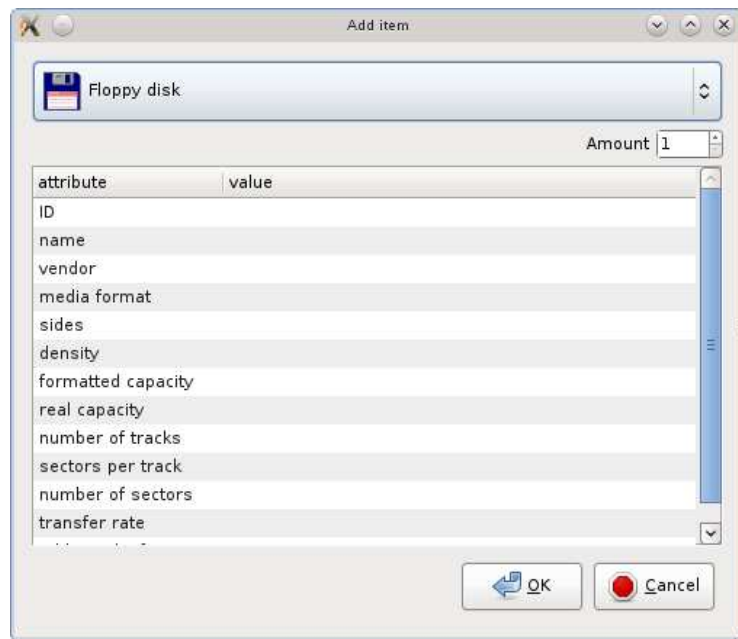 Add item
Floppy disk
Amount 1
attribute value
ID
name
vendor
media format
sides
density
formatted capacity
real capacity
number of tracks
sectors per track
number of sectors
transfer rate
OK Cancel